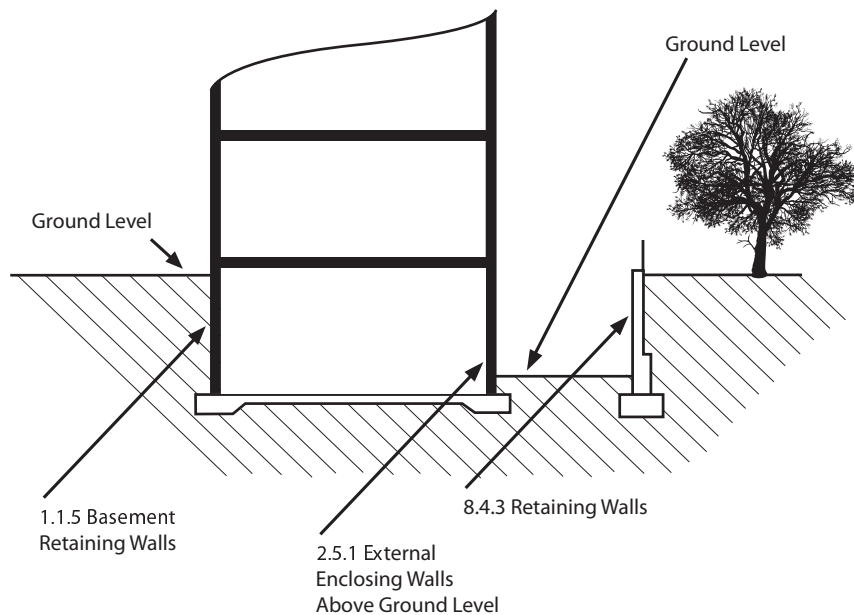 Ground Level
Ground Level
1.1.5 Basement
Retaining Walls
8.4.3 Retaining Walls
2.5.1 External
Enclosing Walls
Above Ground Level